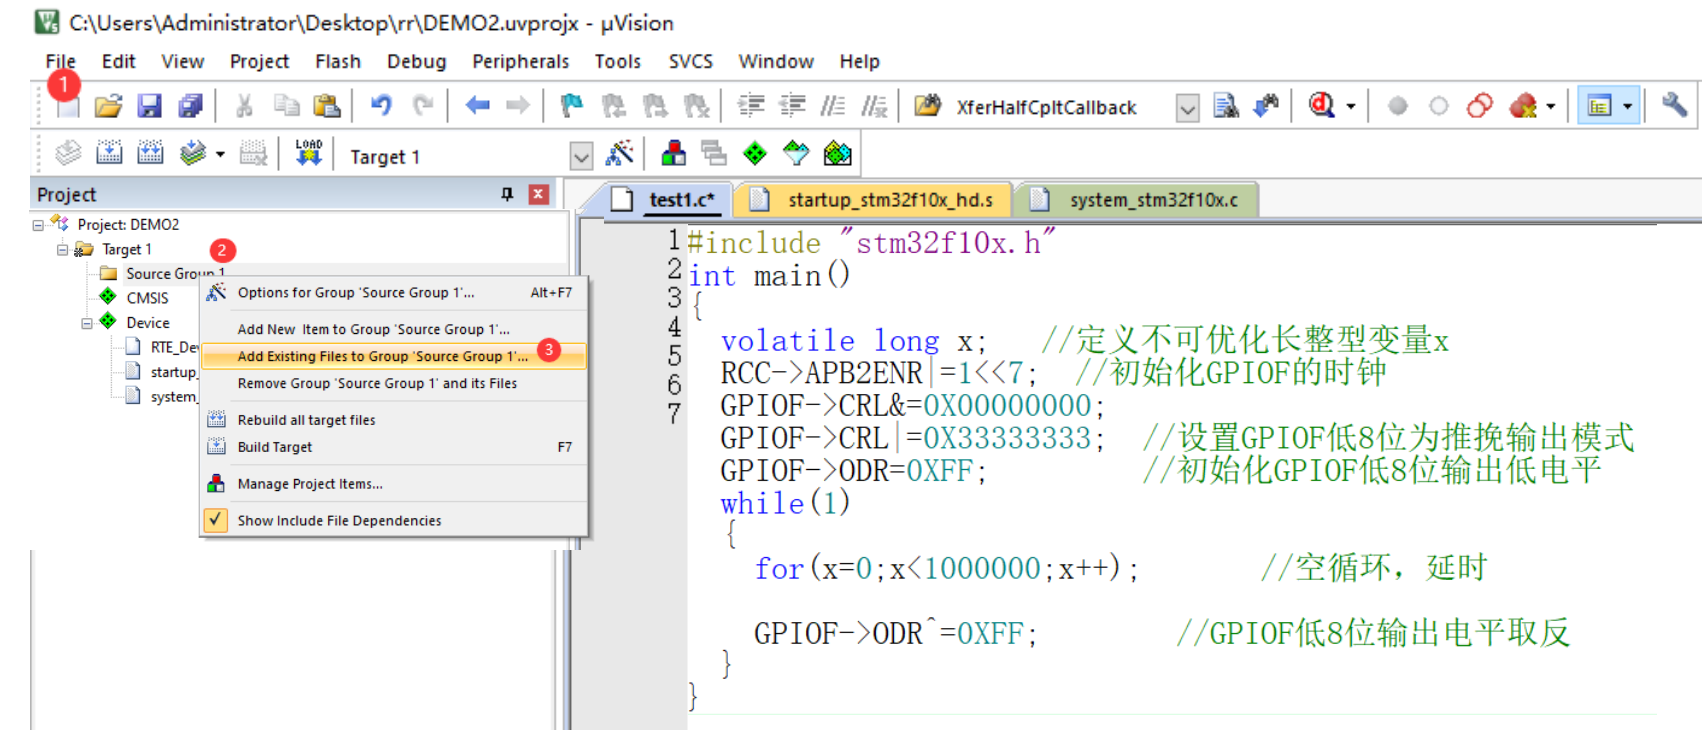 C:\Users\Administrator\Desktop\rr\DEMO2.uvprojx - µVision
File Edit View Project Flash Debug Peripherals Tools SVCS Window Help
1
XferHalfCpltCallback
LOAD
Target 1
Project
test1.c*
startup_stm32f10x_hd.s
system_stm32f10x.c
Project: DEMO2
Target 1
2
Source Group 1
CMSIS
Device
RTE_Dev
startup_
system_
Options for Group 'Source Group 1'... Alt+F7
Add New Item to Group 'Source Group 1'...
Add Existing Files to Group 'Source Group 1'... 3
Remove Group 'Source Group 1' and its Files
Rebuild all target files
Build Target F7
Manage Project Items...
Show Include File Dependencies
1
2
3
4
5
6
7
#include "stm32f10x.h"
int main()
{
volatile long x; //定义不可优化长整型变量x
RCC->APB2ENR|=1<<7; //初始化GPIOF的时钟
GPIOF->CRL&=0X00000000;
GPIOF->CRL|=0X33333333; //设置GPIOF低8位为推挽输出模式
GPIOF->ODR=0XFF; //初始化GPIOF低8位输出低电平
while(1)
{
for(x=0;x<1000000;x++); //空循环，延时
GPIOF->ODR^=0XFF; //GPIOF低8位输出电平取反
}
}